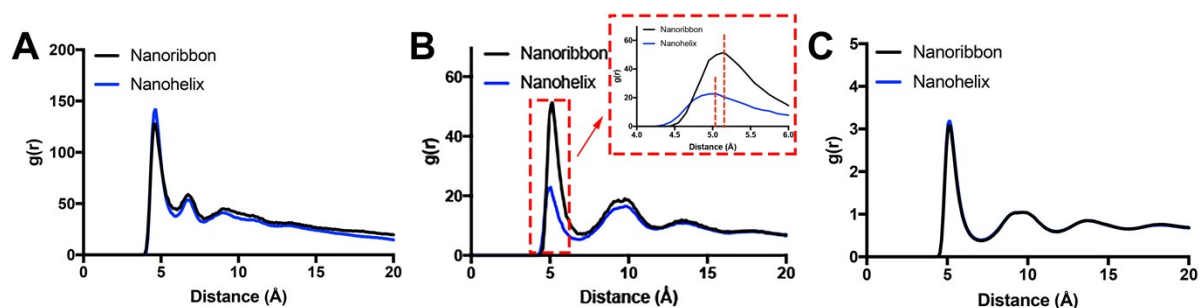 A
200
150
100
50
0
g(r)
Nanoribbon
Nanohelix
0 5 10 15 20
Distance (Å)
B
60
40
20
0
g(r)
Nanoribbon
Nanohelix
0 5 10 15 20
Distance (Å)
Nanoribbon
Nanohelix
60
40
20
0
g(r)
4.0 4.5 5.0 5.5 6.0
Distance (Å)
C
5
4
3
2
1
0
g(r)
Nanoribbon
Nanohelix
0 5 10 15 20
Distance (Å)